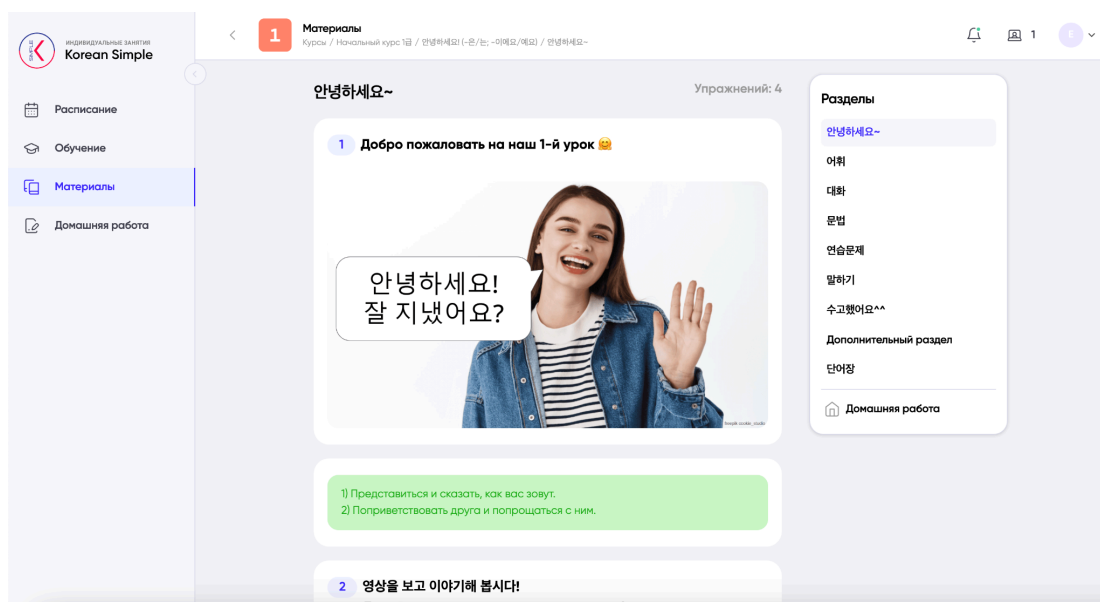 ИНДИВИДУАЛЬНЫЕ ЗАНЯТИЯ
Korean Simple
SIMPLE
Расписание
Обучение
Материалы
Домашняя работа
1
Материалы
Курсы / Начальный курс 1급 / 안녕하세요! (-은/는; -이에요/예요) / 안녕하세요~
1
E
안녕하세요~
Упражнений: 4
1 Добро пожаловать на наш 1-й урок 🤗
안녕하세요!
잘 지냈어요?
freepik cookie_studio
1) Представиться и сказать, как вас зовут.
2) Поприветствовать друга и попрощаться с ним.
2 영상을 보고 이야기해 봅시다!
Разделы
안녕하세요~
어휘
대화
문법
연습문제
말하기
수고했어요^^
Дополнительный раздел
단어장
Домашняя работа